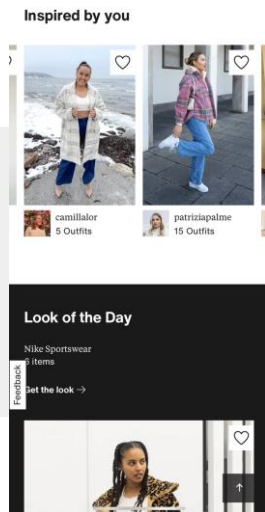 Inspired by you
camillalor
5 Outfits
patriziapalme
15 Outfits
Look of the Day
Nike Sportswear
items
Get the look →
Feedback